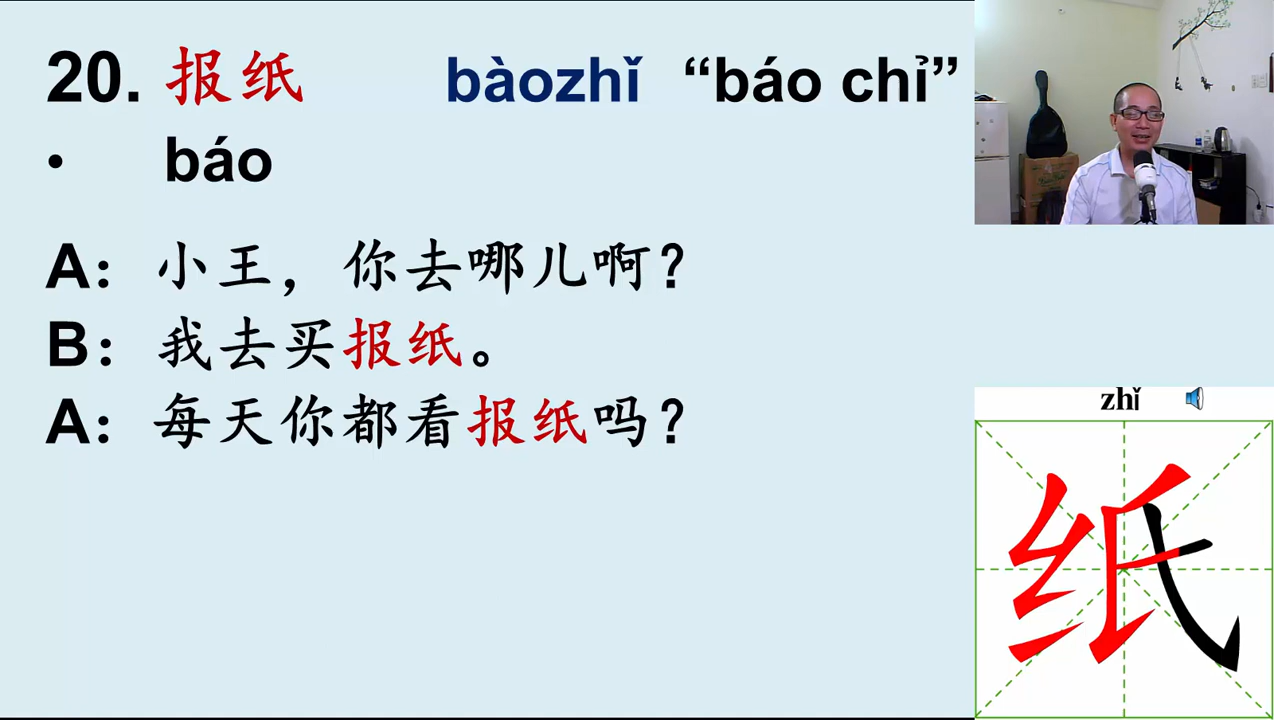 20. 报纸 bàozhǐ “báo chỉ”
• báo
A：小王，你去哪儿啊？
B：我去买报纸。
A：每天你都看报纸吗？
zhǐ
纸